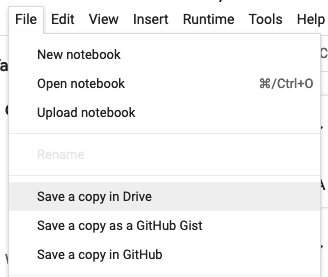 File Edit View Insert Runtime Tools Help
New notebook
Open notebook ⌘/Ctrl+O
Upload notebook
Rename
Save a copy in Drive
Save a copy as a GitHub Gist
Save a copy in GitHub